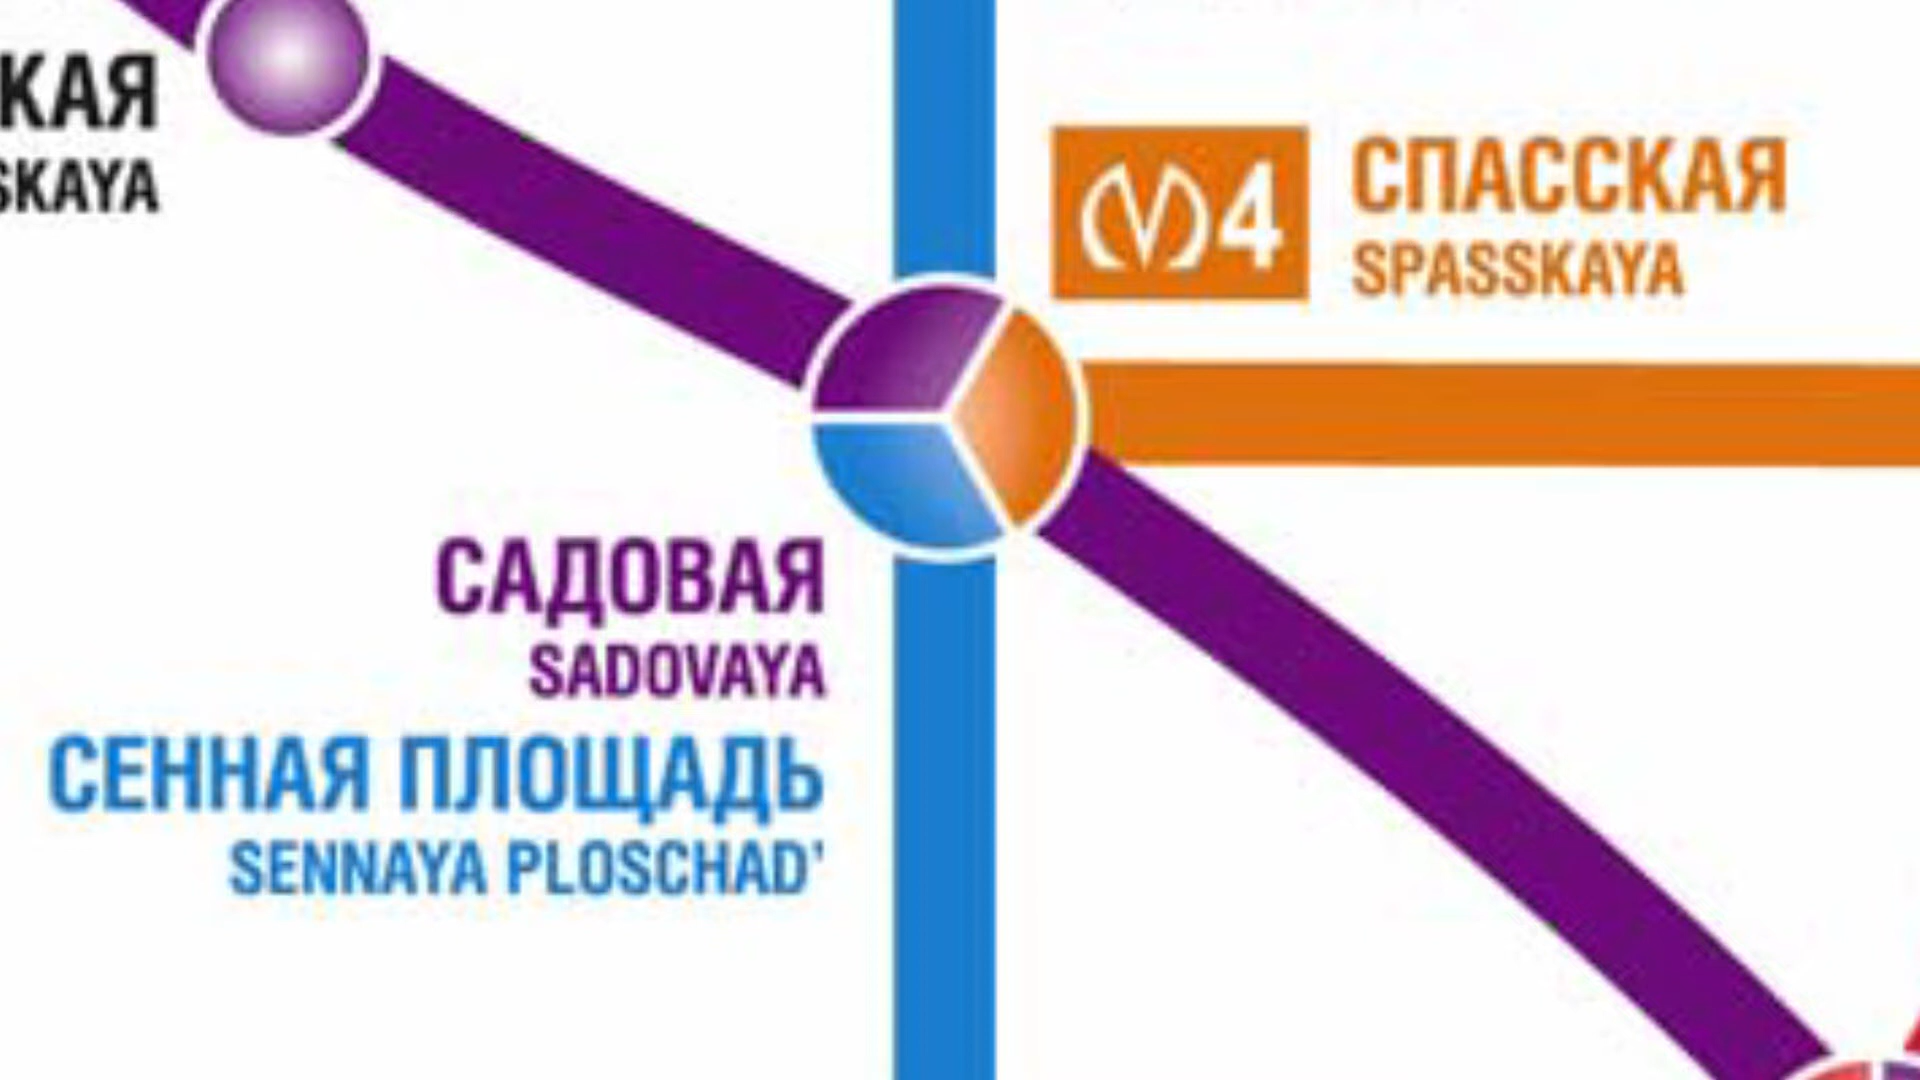 КАЯ
SKAYA
4 СПАССКАЯ
SPASSKAYA
САДОВАЯ
SADOVAYA
СЕННАЯ ПЛОЩАДЬ
SENNAYA PLOSCHAD'